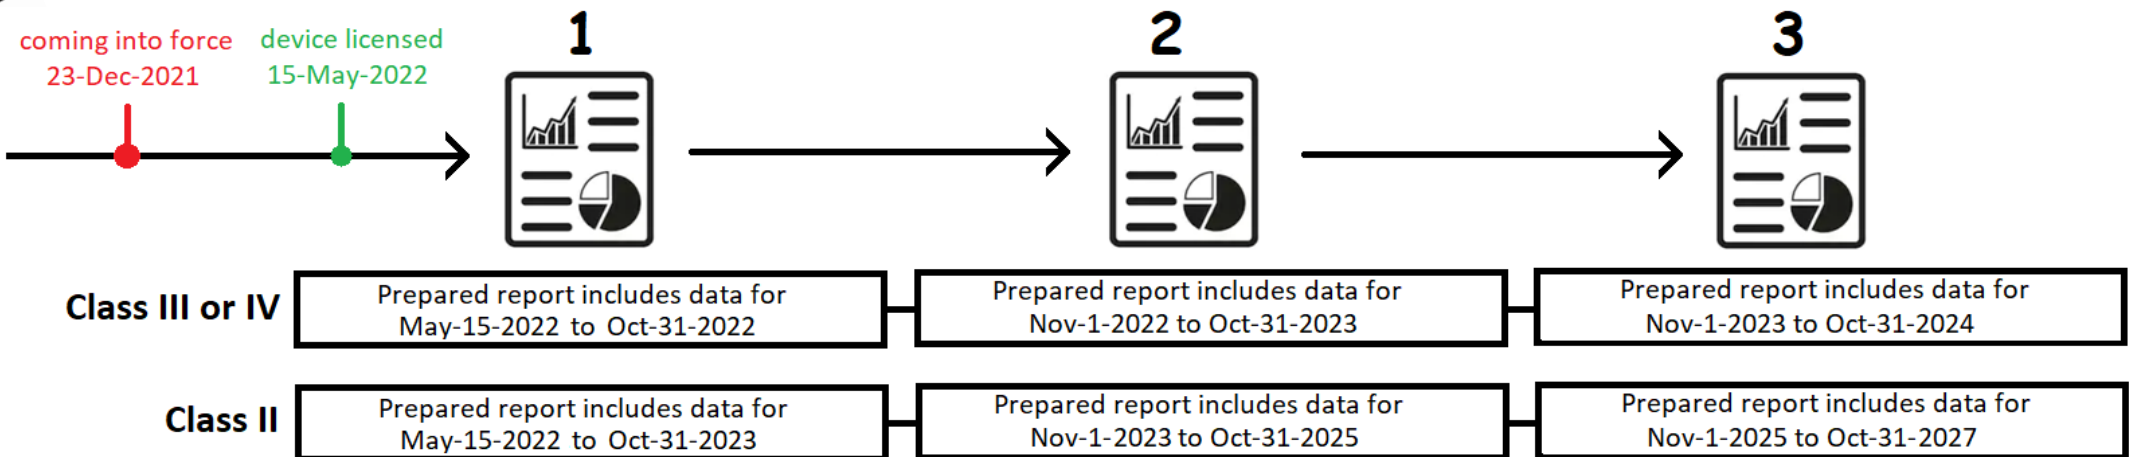 coming into force
23-Dec-2021
device licensed
15-May-2022
1
2
3
Class III or IV
Prepared report includes data for
May-15-2022 to Oct-31-2022
Prepared report includes data for
Nov-1-2022 to Oct-31-2023
Prepared report includes data for
Nov-1-2023 to Oct-31-2024
Class II
Prepared report includes data for
May-15-2022 to Oct-31-2023
Prepared report includes data for
Nov-1-2023 to Oct-31-2025
Prepared report includes data for
Nov-1-2025 to Oct-31-2027